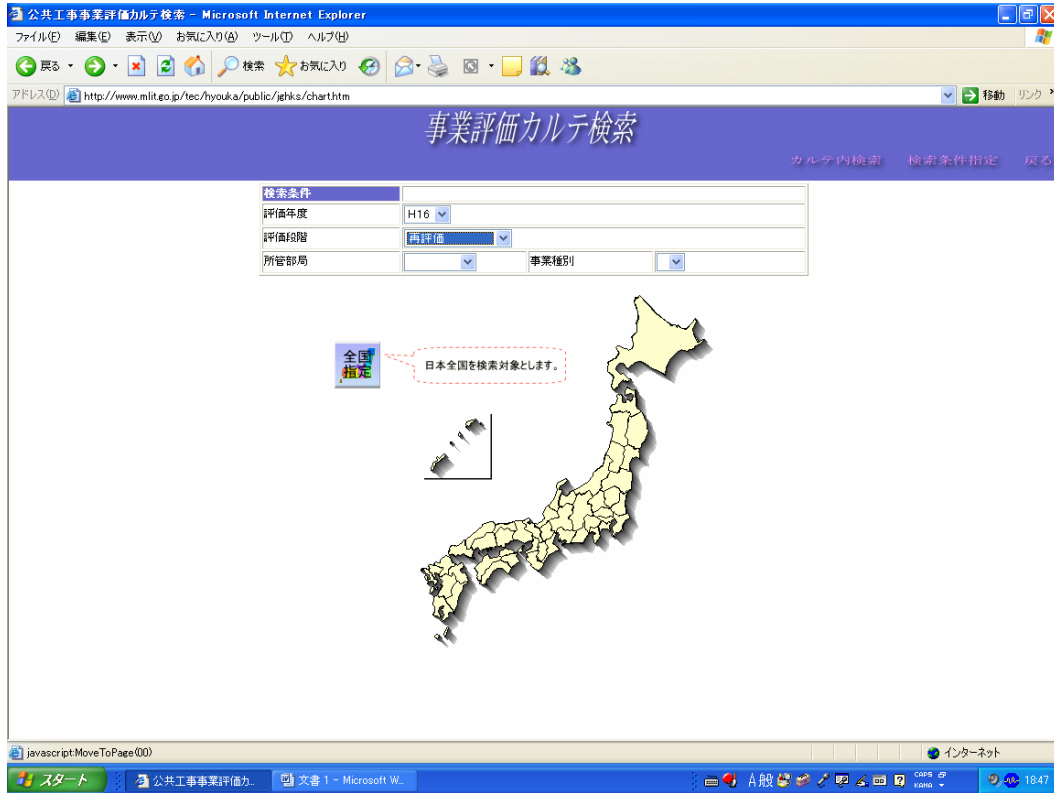 公共工事事業評価カルテ検索 - Microsoft Internet Explorer
ファイル(F) 編集(E) 表示(V) お気に入り(A) ツール(T) ヘルプ(H)
戻る 検索 お気に入り
アドレス(D) http://www.mlit.go.jp/tec/hyouka/public/jghks/chart.htm 移動 リンク »
事業評価カルテ検索
カルテ内検索 検索条件指定 戻る
検索条件
評価年度 H16
評価段階 再評価
所管部局 事業種別
全国
指定
日本全国を検索対象とします。
javascript:MoveToPage(00) インターネット
スタート 公共工事事業評価カ... 文書 1 - Microsoft W... A 般 CAPS KANA 18:47